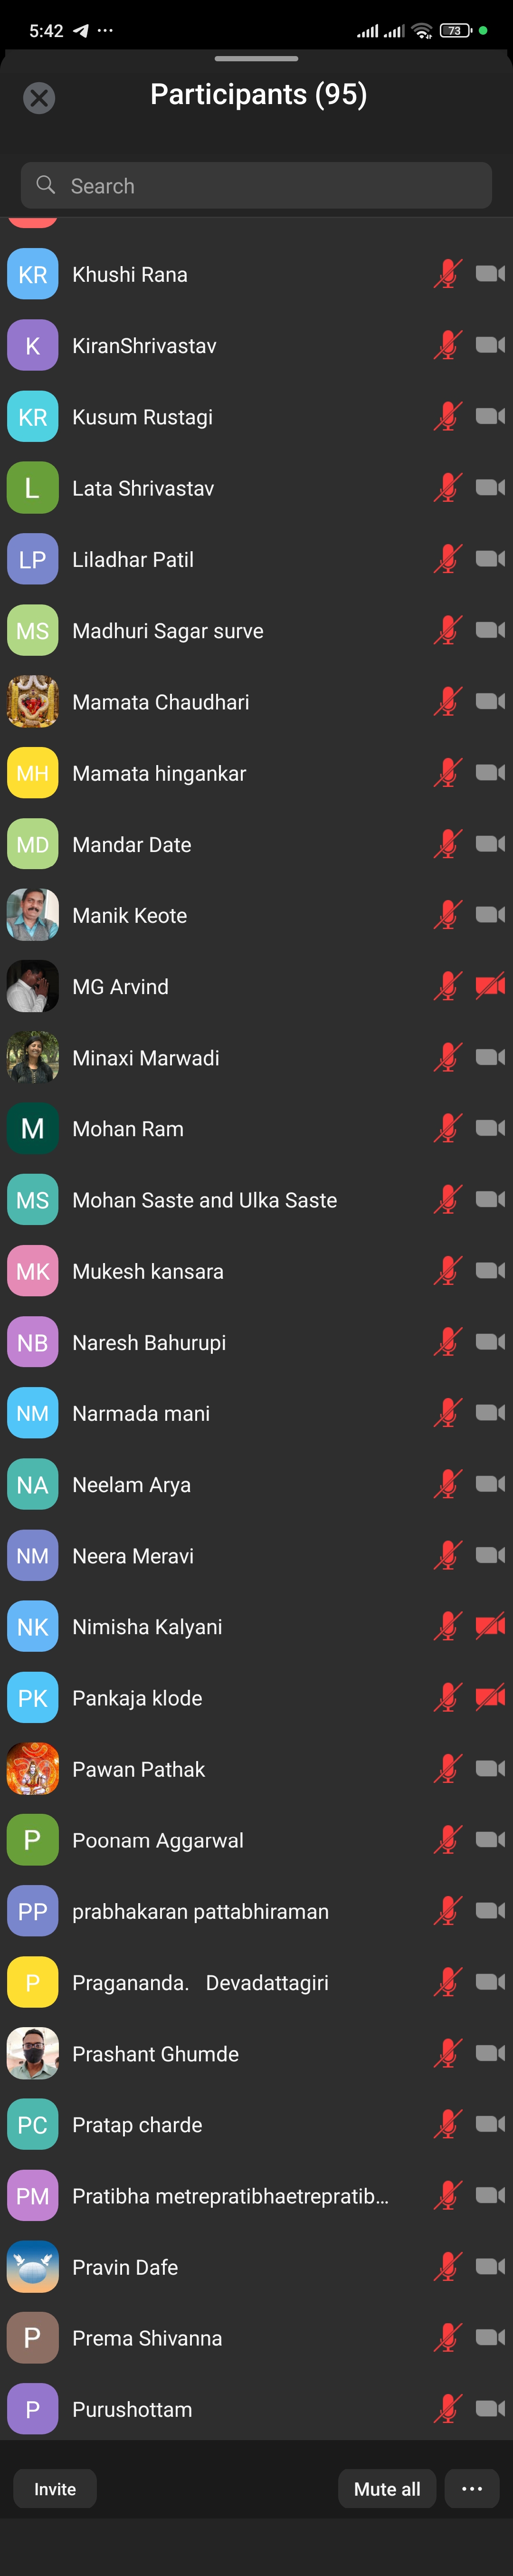 5:42
73
Participants (95)
Search
KR Khushi Rana
K KiranShrivastav
KR Kusum Rustagi
L Lata Shrivastav
LP Liladhar Patil
MS Madhuri Sagar surve
Mamata Chaudhari
MH Mamata hingankar
MD Mandar Date
Manik Keote
MG Arvind
Minaxi Marwadi
M Mohan Ram
MS Mohan Saste and Ulka Saste
MK Mukesh kansara
NB Naresh Bahurupi
NM Narmada mani
NA Neelam Arya
NM Neera Meravi
NK Nimisha Kalyani
PK Pankaja klode
Pawan Pathak
P Poonam Aggarwal
PP prabhakaran pattabhiraman
P Pragananda.   Devadattagiri
Prashant Ghumde
PC Pratap charde
PM Pratibha metrepratibhaetrepratib...
Pravin Dafe
P Prema Shivanna
P Purushottam
Invite Mute all ...